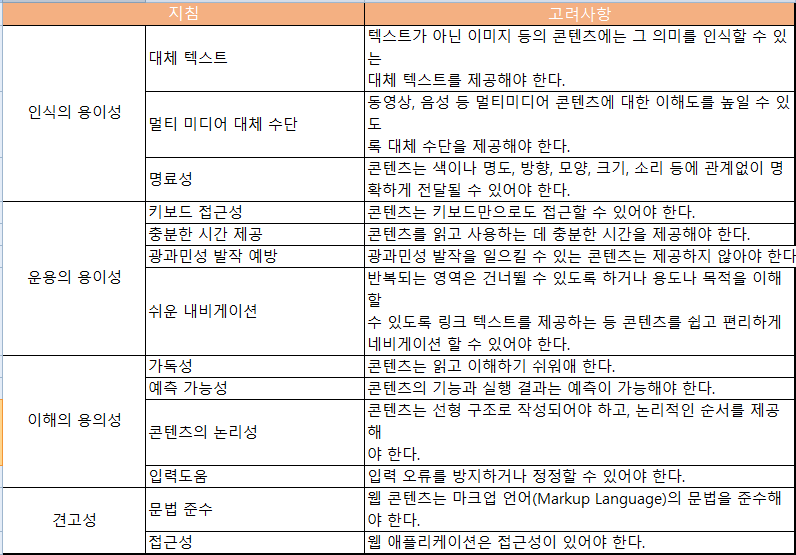 지침 고려사항
인식의 용이성
대체 텍스트
텍스트가 아닌 이미지 등의 콘텐츠에는 그 의미를 인식할 수 있
는
대체 텍스트를 제공해야 한다.
멀티 미디어 대체 수단
동영상, 음성 등 멀티미디어 콘텐츠에 대한 이해도를 높일 수 있
도
록 대체 수단을 제공해야 한다.
명료성
콘텐츠는 색이나 명도, 방향, 모양, 크기, 소리 등에 관계없이 명
확하게 전달될 수 있어야 한다.
운용의 용이성
키보드 접근성
콘텐츠는 키보드만으로도 접근할 수 있어야 한다.
충분한 시간 제공
콘텐츠를 읽고 사용하는 데 충분한 시간을 제공해야 한다.
광과민성 발작 예방
광과민성 발작을 일으킬 수 있는 콘텐츠는 제공하지 않아야 한다
쉬운 내비게이션
반복되는 영역은 건너뛸 수 있도록 하거나 용도나 목적을 이해
할
수 있도록 링크 텍스트를 제공하는 등 콘텐츠를 쉽고 편리하게
네비게이션 할 수 있어야 한다.
이해의 용의성
가독성
콘텐츠는 읽고 이해하기 쉬워애 한다.
예측 가능성
콘텐츠의 기능과 실행 결과는 예측이 가능해야 한다.
콘텐츠의 논리성
콘텐츠는 선형 구조로 작성되어야 하고, 논리적인 순서를 제공
해
야 한다.
입력도움
입력 오류를 방지하거나 정정할 수 있어야 한다.
견고성
문법 준수
웹 콘텐츠는 마크업 언어(Markup Language)의 문법을 준수해
야 한다.
접근성
웹 애플리케이션은 접근성이 있어야 한다.